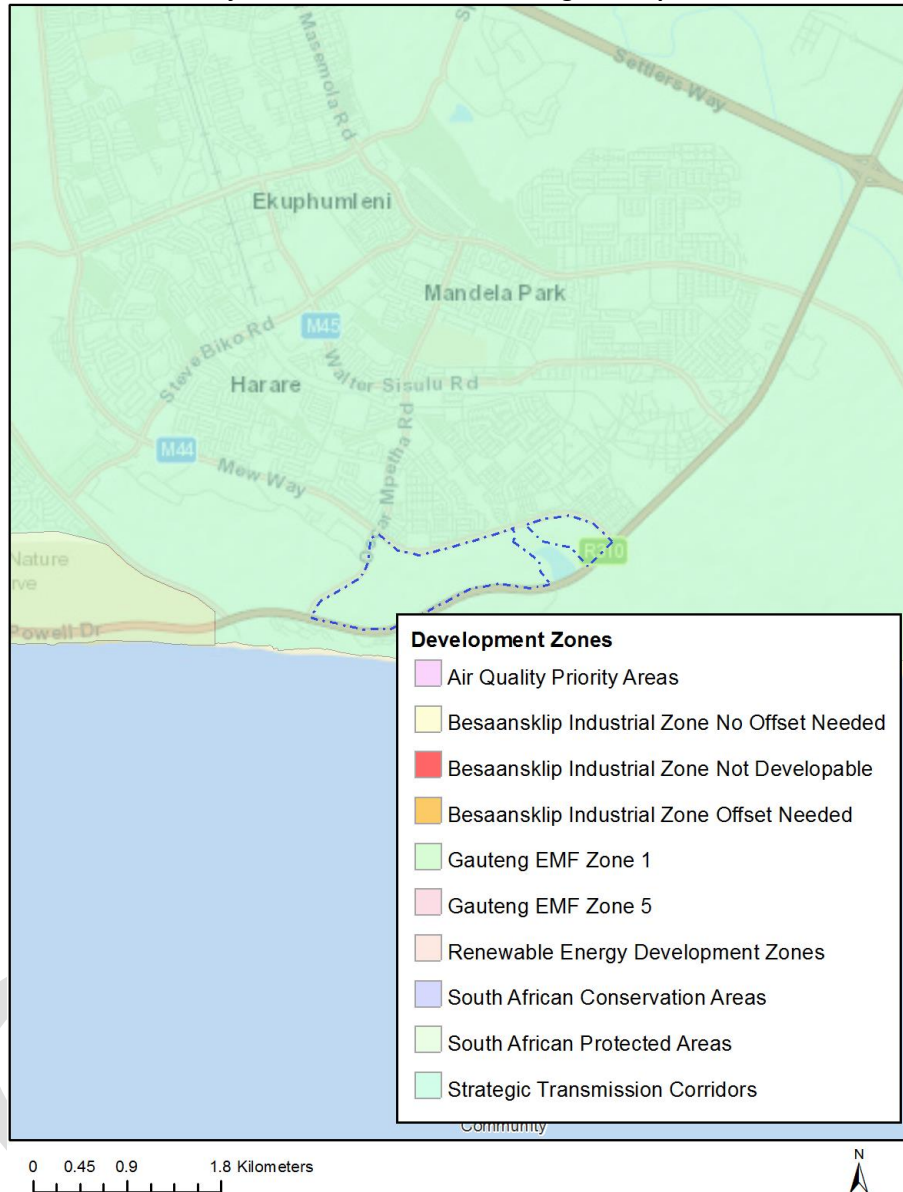 Settlers Way
Masemola Rd
Ekuphumleni
Mandela Park
M45
Steve Biko Rd
Walter Sisulu Rd
Harare
M44
Mew Way
Mpetha Rd
R310
Nature
rve
Powell Dr
Development Zones
Air Quality Priority Areas
Besaansklip Industrial Zone No Offset Needed
Besaansklip Industrial Zone Not Developable
Besaansklip Industrial Zone Offset Needed
Gauteng EMF Zone 1
Gauteng EMF Zone 5
Renewable Energy Development Zones
South African Conservation Areas
South African Protected Areas
Strategic Transmission Corridors
Community
0 0.45 0.9 1.8 Kilometers
N